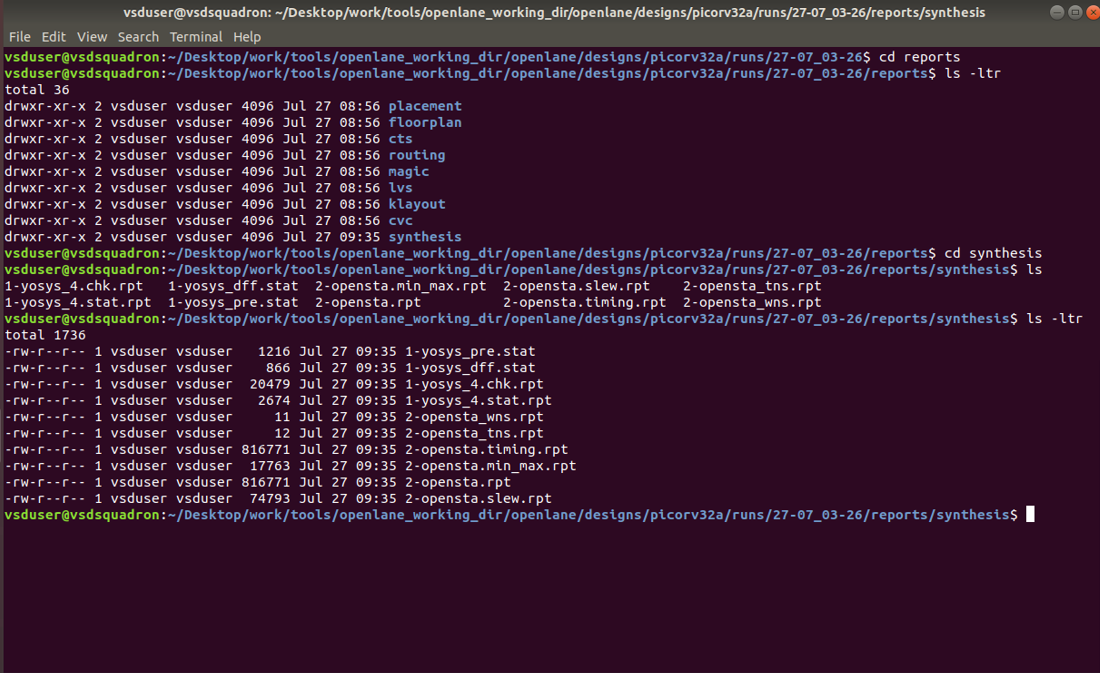 vsduser@vsdsquadron: ~/Desktop/work/tools/openlane_working_dir/openlane/designs/picorv32a/runs/27-07_03-26/reports/synthesis
File Edit View Search Terminal Help
vsduser@vsdsquadron:~/Desktop/work/tools/openlane_working_dir/openlane/designs/picorv32a/runs/27-07_03-26$ cd reports
vsduser@vsdsquadron:~/Desktop/work/tools/openlane_working_dir/openlane/designs/picorv32a/runs/27-07_03-26/reports$ ls -ltr
total 36
drwxr-xr-x 2 vsduser vsduser 4096 Jul 27 08:56 placement
drwxr-xr-x 2 vsduser vsduser 4096 Jul 27 08:56 floorplan
drwxr-xr-x 2 vsduser vsduser 4096 Jul 27 08:56 cts
drwxr-xr-x 2 vsduser vsduser 4096 Jul 27 08:56 routing
drwxr-xr-x 2 vsduser vsduser 4096 Jul 27 08:56 magic
drwxr-xr-x 2 vsduser vsduser 4096 Jul 27 08:56 lvs
drwxr-xr-x 2 vsduser vsduser 4096 Jul 27 08:56 klayout
drwxr-xr-x 2 vsduser vsduser 4096 Jul 27 08:56 cvc
drwxr-xr-x 2 vsduser vsduser 4096 Jul 27 09:35 synthesis
vsduser@vsdsquadron:~/Desktop/work/tools/openlane_working_dir/openlane/designs/picorv32a/runs/27-07_03-26/reports$ cd synthesis
vsduser@vsdsquadron:~/Desktop/work/tools/openlane_working_dir/openlane/designs/picorv32a/runs/27-07_03-26/reports/synthesis$ ls
1-yosys_4.chk.rpt   1-yosys_dff.stat  2-opensta.min_max.rpt  2-opensta.slew.rpt    2-opensta_tns.rpt
1-yosys_4.stat.rpt  1-yosys_pre.stat  2-opensta.rpt          2-opensta.timing.rpt  2-opensta_wns.rpt
vsduser@vsdsquadron:~/Desktop/work/tools/openlane_working_dir/openlane/designs/picorv32a/runs/27-07_03-26/reports/synthesis$ ls -ltr
total 1736
-rw-r--r-- 1 vsduser vsduser   1216 Jul 27 09:35 1-yosys_pre.stat
-rw-r--r-- 1 vsduser vsduser    866 Jul 27 09:35 1-yosys_dff.stat
-rw-r--r-- 1 vsduser vsduser  20479 Jul 27 09:35 1-yosys_4.chk.rpt
-rw-r--r-- 1 vsduser vsduser   2674 Jul 27 09:35 1-yosys_4.stat.rpt
-rw-r--r-- 1 vsduser vsduser     11 Jul 27 09:35 2-opensta_wns.rpt
-rw-r--r-- 1 vsduser vsduser     12 Jul 27 09:35 2-opensta_tns.rpt
-rw-r--r-- 1 vsduser vsduser 816771 Jul 27 09:35 2-opensta.timing.rpt
-rw-r--r-- 1 vsduser vsduser  17763 Jul 27 09:35 2-opensta.min_max.rpt
-rw-r--r-- 1 vsduser vsduser 816771 Jul 27 09:35 2-opensta.rpt
-rw-r--r-- 1 vsduser vsduser  74793 Jul 27 09:35 2-opensta.slew.rpt
vsduser@vsdsquadron:~/Desktop/work/tools/openlane_working_dir/openlane/designs/picorv32a/runs/27-07_03-26/reports/synthesis$